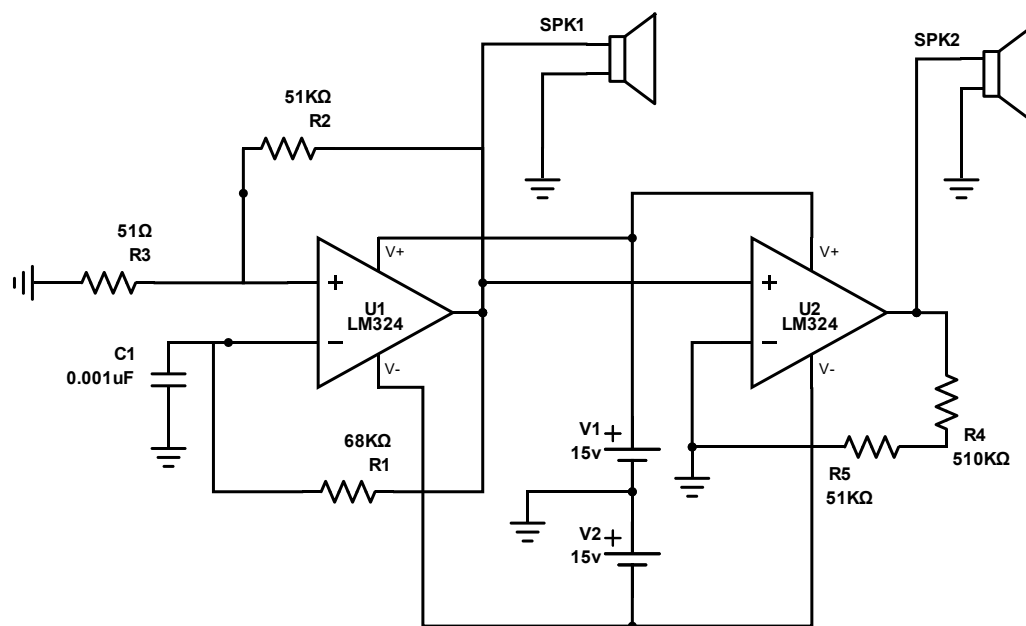 SPK1
SPK2
51KΩ
R2
51Ω
R3
V+
V+
+
+
U1
LM324
U2
LM324
−
−
C1
0.001uF
V-
V-
68KΩ
R1
V1 +
15v
R4
510KΩ
R5
51KΩ
V2 +
15v